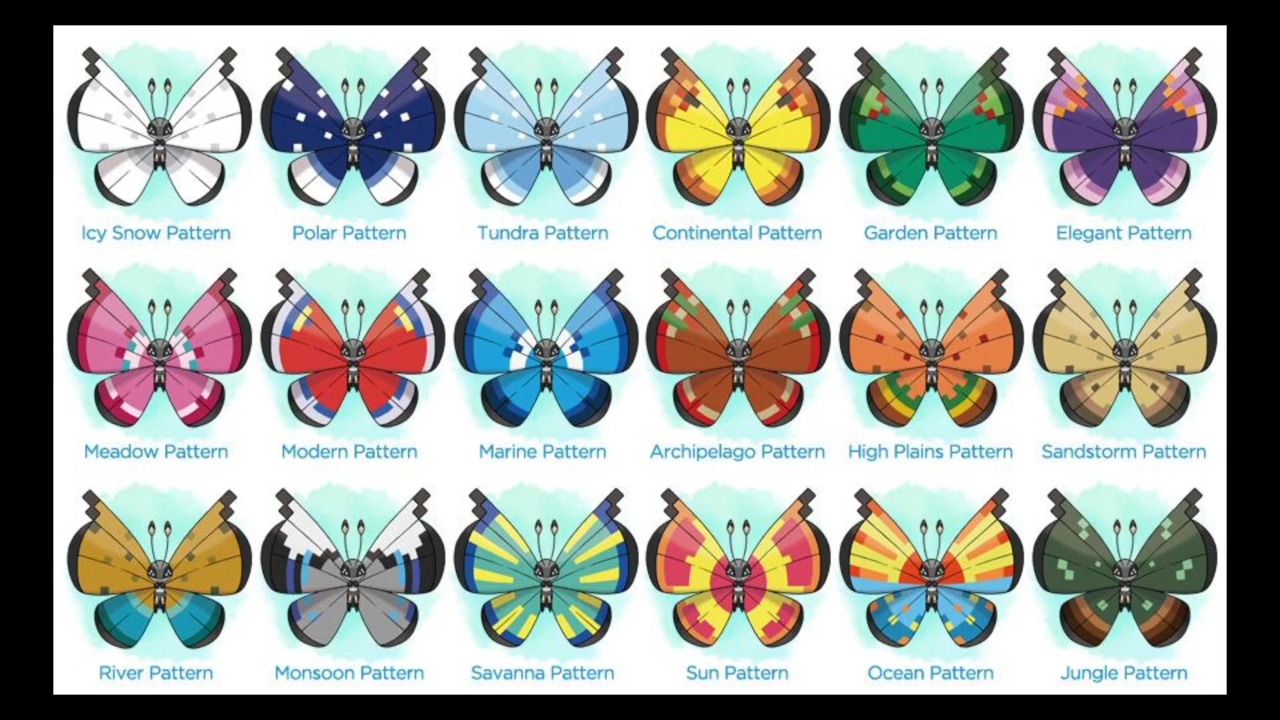 Icy Snow Pattern
Polar Pattern
Tundra Pattern
Continental Pattern
Garden Pattern
Elegant Pattern
Meadow Pattern
Modern Pattern
Marine Pattern
Archipelago Pattern
High Plains Pattern
Sandstorm Pattern
River Pattern
Monsoon Pattern
Savanna Pattern
Sun Pattern
Ocean Pattern
Jungle Pattern